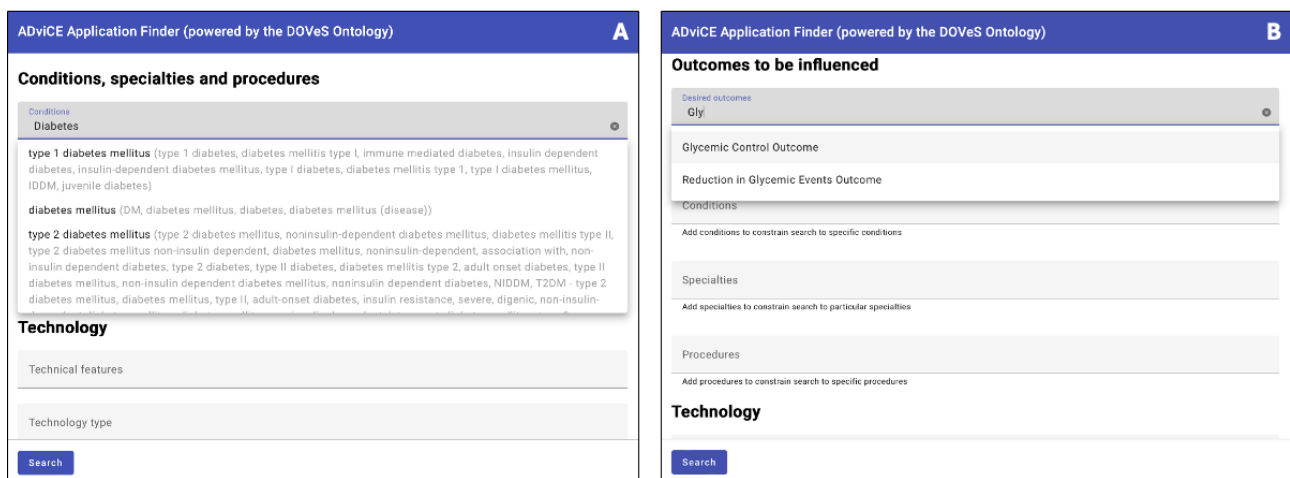 ADviCE Application Finder (powered by the DOVeS Ontology)
A
Conditions, specialties and procedures
Conditions
Diabetes
type 1 diabetes mellitus (type 1 diabetes, diabetes mellitis type I, immune mediated diabetes, insulin dependent
diabetes, insulin-dependent diabetes mellitus, type I diabetes, diabetes mellitis type 1, type I diabetes mellitus,
IDDM, juvenile diabetes)
diabetes mellitus (DM, diabetes mellitus, diabetes, diabetes mellitus (disease))
type 2 diabetes mellitus (type 2 diabetes mellitus, noninsulin-dependent diabetes mellitus, diabetes mellitis type II,
type 2 diabetes mellitus non-insulin dependent, diabetes mellitus, noninsulin-dependent, association with, non-
insulin dependent diabetes, type 2 diabetes, type II diabetes, diabetes mellitis type 2, adult onset diabetes, type II
diabetes mellitus, non-insulin dependent diabetes mellitus, noninsulin dependent diabetes, NIDDM, T2DM - type 2
diabetes mellitus, diabetes mellitus, type II, adult-onset diabetes, insulin resistance, severe, digenic, non-insulin-
Technology
Technical features
Technology type
Search
ADviCE Application Finder (powered by the DOVeS Ontology)
B
Outcomes to be influenced
Desired outcomes
Gly
Glycemic Control Outcome
Reduction in Glycemic Events Outcome
Conditions
Add conditions to constrain search to specific conditions
Specialties
Add specialties to constrain search to particular specialties
Procedures
Add procedures to constrain search to specific procedures
Technology
Search